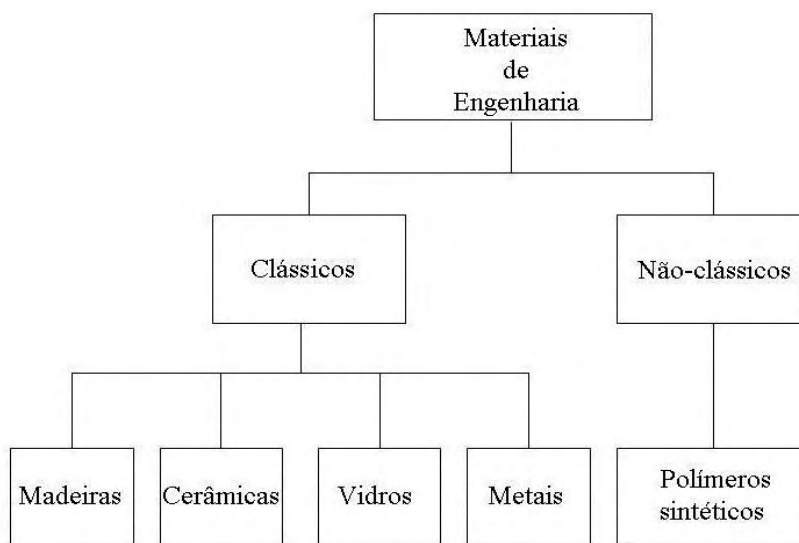 Materiais
de
Engenharia
Clássicos
Não-clássicos
Madeiras
Cerâmicas
Vidros
Metais
Polímeros
sintéticos